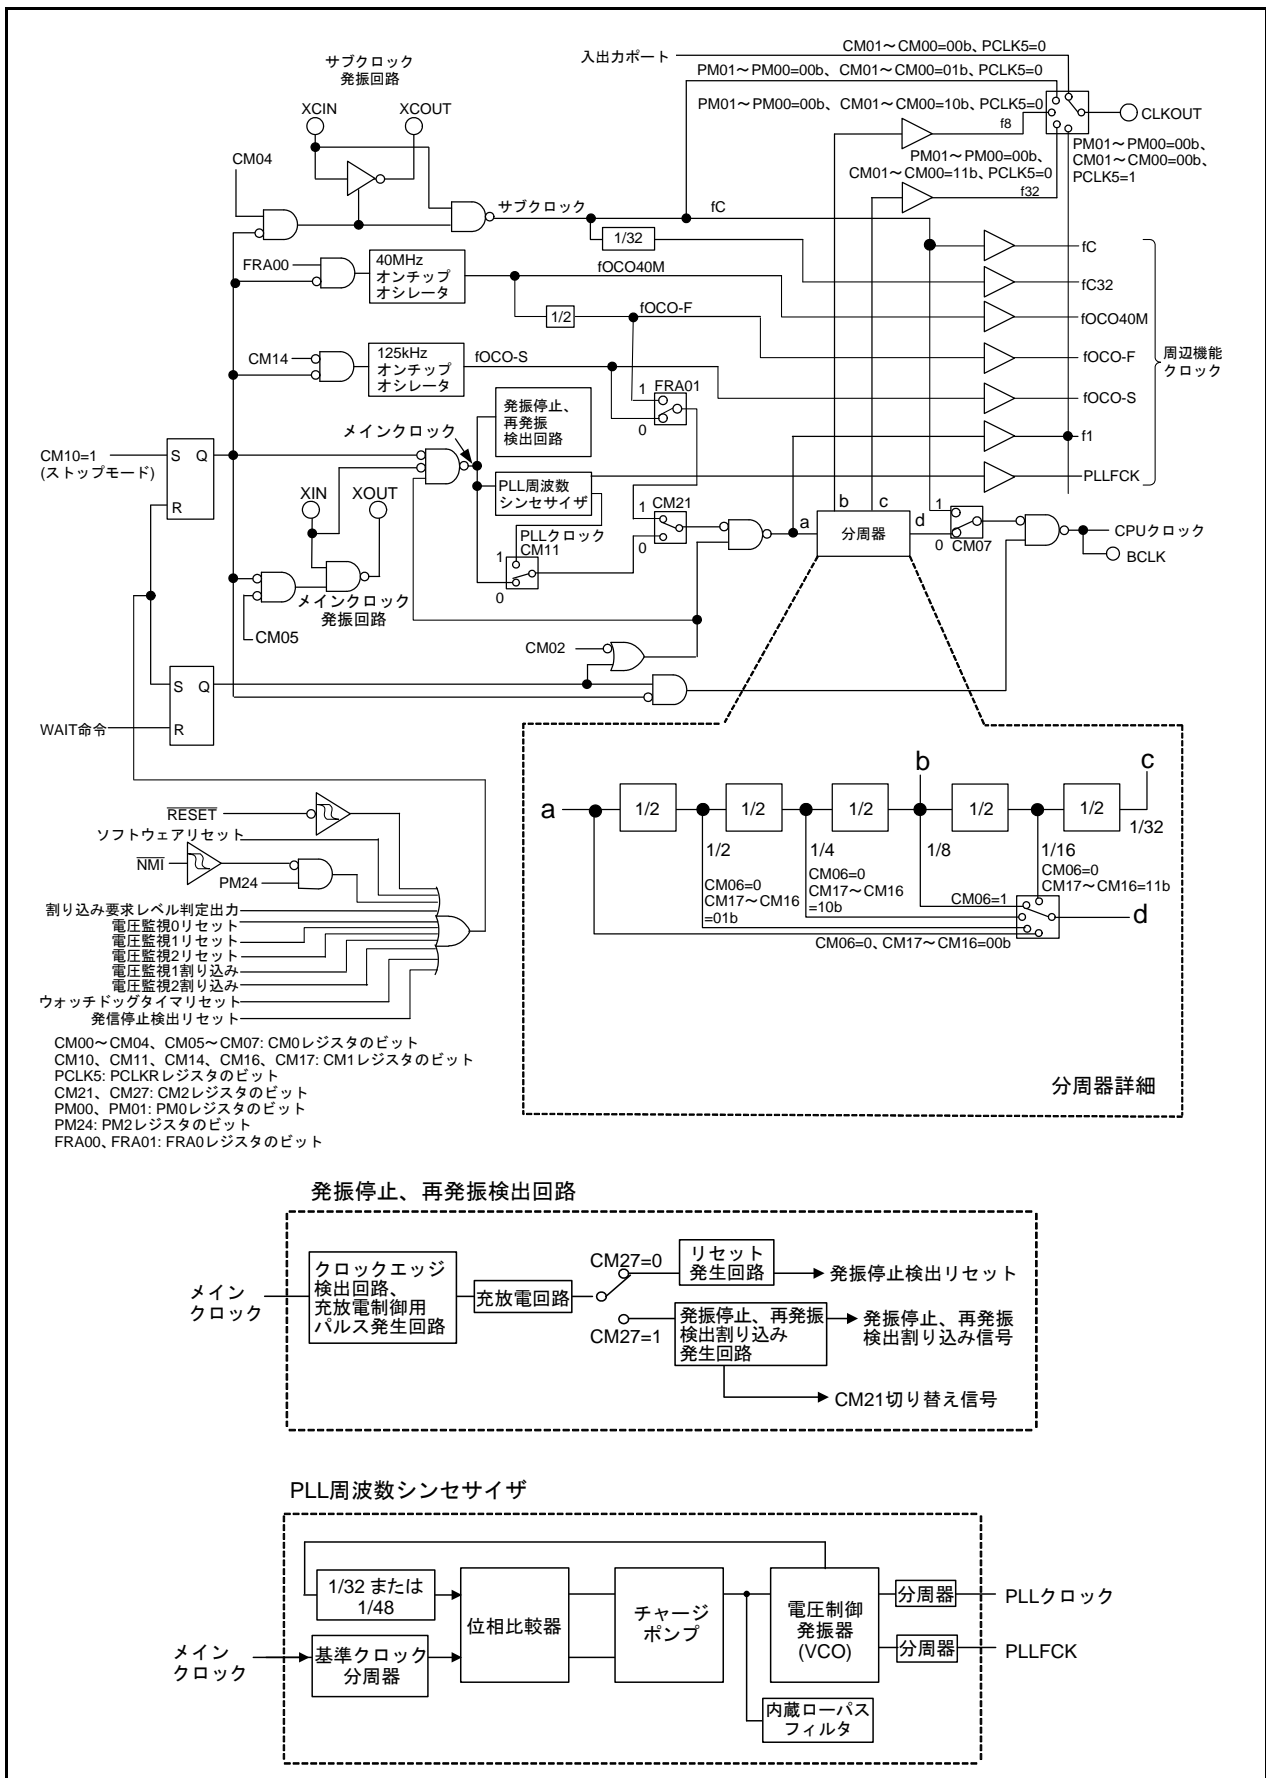 サブクロック
発振回路
XCIN
XCOUT
CM04
入出力ポート
CM01〜CM00=00b、PCLK5=0
PM01〜PM00=00b、CM01〜CM00=01b、PCLK5=0
PM01〜PM00=00b、CM01〜CM00=10b、PCLK5=0
f8
CLKOUT
PM01〜PM00=00b、
CM01〜CM00=11b、PCLK5=0
f32
PM01〜PM00=00b、
CM01〜CM00=00b、
PCLK5=1
サブクロック
fC
1/32
FRA00
40MHz
オンチップ
オシレータ
fOCO40M
1/2
fOCO-F
CM14
125kHz
オンチップ
オシレータ
fOCO-S
1
FRA01
0
fC
fC32
fOCO40M
fOCO-F
fOCO-S
f1
PLLFCK
周辺機能
クロック
発振停止、
再発振
検出回路
メインクロック
CM10=1
(ストップモード)
S
Q
R
XIN
XOUT
PLL周波数
シンセサイザ
PLLクロック
1
CM11
0
1
CM21
0
a
b
c
d
分周器
1
0
CM07
CPUクロック
BCLK
メインクロック
発振回路
CM05
CM02
S
Q
R
WAIT命令
RESET
ソフトウェアリセット
NMI
PM24
割り込み要求レベル判定出力
電圧監視0リセット
電圧監視1リセット
電圧監視2リセット
電圧監視1割り込み
電圧監視2割り込み
ウォッチドッグタイマリセット
発信停止検出リセット
a
1/2
1/2
1/2
b
1/2
1/2
c
1/2
1/4
1/8
1/16
1/32
CM06=0
CM17〜CM16
=01b
CM06=0
CM17〜CM16
=10b
CM06=1
CM06=0
CM17〜CM16=11b
d
CM06=0、CM17〜CM16=00b
分周器詳細
CM00〜CM04、CM05〜CM07: CM0レジスタのビット
CM10、CM11、CM14、CM16、CM17: CM1レジスタのビット
PCLK5: PCLKRレジスタのビット
CM21、CM27: CM2レジスタのビット
PM00、PM01: PM0レジスタのビット
PM24: PM2レジスタのビット
FRA00、FRA01: FRA0レジスタのビット
発振停止、再発振検出回路
メイン
クロック
クロックエッジ
検出回路、
充放電制御用
パルス発生回路
充放電回路
CM27=0
CM27=1
リセット
発生回路
発振停止検出リセット
発振停止、再発振
検出割り込み
発生回路
発振停止、再発振
検出割り込み信号
CM21切り替え信号
PLL周波数シンセサイザ
1/32 または
1/48
メイン
クロック
基準クロック
分周器
位相比較器
チャージ
ポンプ
電圧制御
発振器
(VCO)
分周器
PLLクロック
分周器
PLLFCK
内蔵ローパス
フィルタ